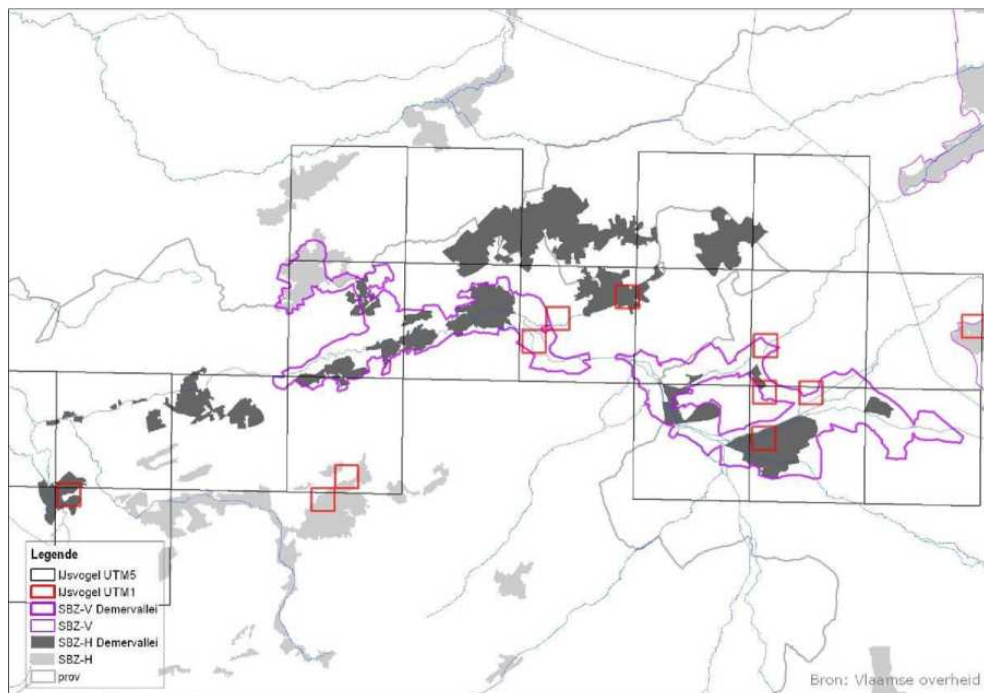 Legende
IJsvogel UTM5
IJsvogel UTM1
SBZ-V Demervallei
SBZ-V
SBZ-H Demervallei
SBZ-H
prov
Bron: Vlaamse overheid